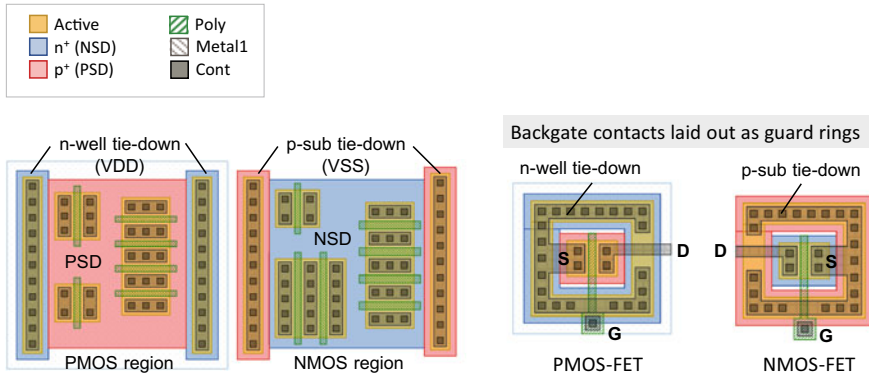 Active
n⁺ (NSD)
p⁺ (PSD)
Poly
Metal1
Cont
n-well tie-down
(VDD)
p-sub tie-down
(VSS)
PSD
NSD
PMOS region
NMOS region
Backgate contacts laid out as guard rings
n-well tie-down
p-sub tie-down
S
D
G
D
S
G
PMOS-FET
NMOS-FET